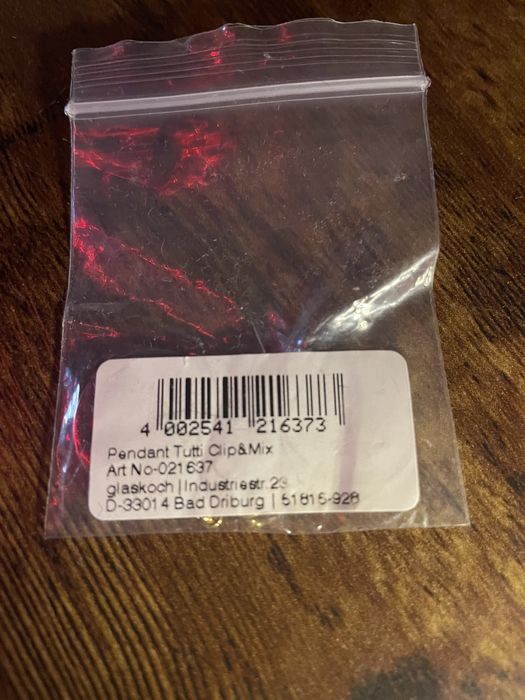 4 002541 216373
Pendant Tutti Clip&Mix
Art No-021637
glaskoch | Industriestr.23
D-33014 Bad Driburg | 51815-928